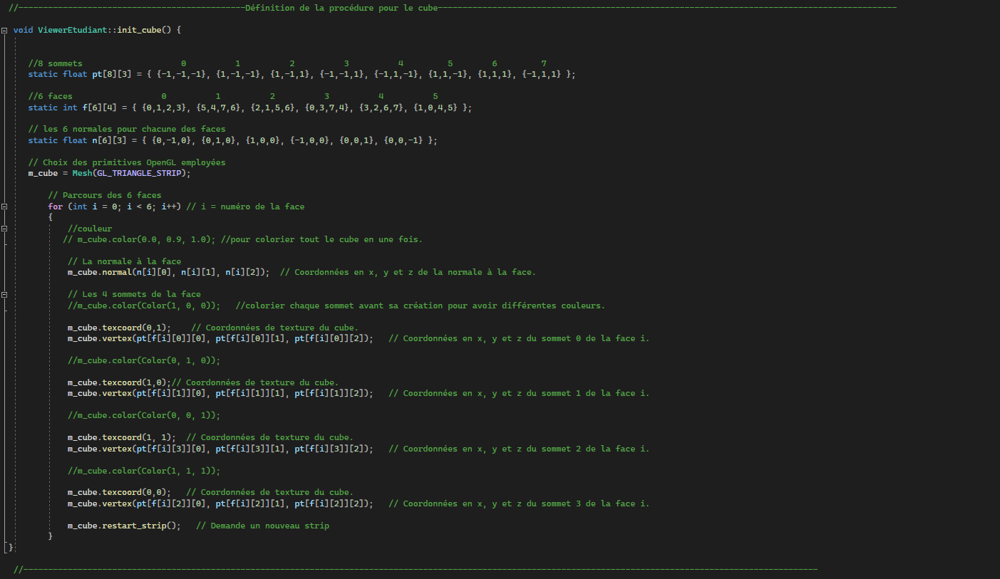 //----------------------------------------------Définition de la procédure pour le cube---------------------------------------------------------------------------------------------
void ViewerEtudiant::init_cube() {
//8 sommets 0 1 2 3 4 5 6 7
static float pt[8][3] = { {-1,-1,-1}, {1,-1,-1}, {1,-1,1}, {-1,-1,1}, {-1,1,-1}, {1,1,-1}, {1,1,1}, {-1,1,1} };
//6 faces 0 1 2 3 4 5
static int f[6][4] = { {0,1,2,3}, {5,4,7,6}, {2,1,5,6}, {0,3,7,4}, {3,2,6,7}, {1,0,4,5} };
// les 6 normales pour chacune des faces
static float n[6][3] = { {0,-1,0}, {0,1,0}, {1,0,0}, {-1,0,0}, {0,0,1}, {0,0,-1} };
// Choix des primitives OpenGL employées
m_cube = Mesh(GL_TRIANGLE_STRIP);
// Parcours des 6 faces
for (int i = 0; i < 6; i++) // i = numéro de la face
{
//couleur
// m_cube.color(0.0, 0.9, 1.0); //pour colorier tout le cube en une fois.
// La normale à la face
m_cube.normal(n[i][0], n[i][1], n[i][2]); // Coordonnées en x, y et z de la normale à la face.
// Les 4 sommets de la face
//m_cube.color(Color(1, 0, 0)); //colorier chaque sommet avant sa création pour avoir différentes couleurs.
m_cube.texcoord(0,1); // Coordonnées de texture du cube.
m_cube.vertex(pt[f[i][0]][0], pt[f[i][0]][1], pt[f[i][0]][2]); // Coordonnées en x, y et z du sommet 0 de la face i.
//m_cube.color(Color(0, 1, 0));
m_cube.texcoord(1,0);// Coordonnées de texture du cube.
m_cube.vertex(pt[f[i][1]][0], pt[f[i][1]][1], pt[f[i][1]][2]); // Coordonnées en x, y et z du sommet 1 de la face i.
//m_cube.color(Color(0, 0, 1));
m_cube.texcoord(1, 1); // Coordonnées de texture du cube.
m_cube.vertex(pt[f[i][3]][0], pt[f[i][3]][1], pt[f[i][3]][2]); // Coordonnées en x, y et z du sommet 2 de la face i.
//m_cube.color(Color(1, 1, 1));
m_cube.texcoord(0,0); // Coordonnées de texture du cube.
m_cube.vertex(pt[f[i][2]][0], pt[f[i][2]][1], pt[f[i][2]][2]); // Coordonnées en x, y et z du sommet 3 de la face i.
m_cube.restart_strip(); // Demande un nouveau strip
}
}
//-----------------------------------------------------------------------------------------------------------------------------------------------------------------